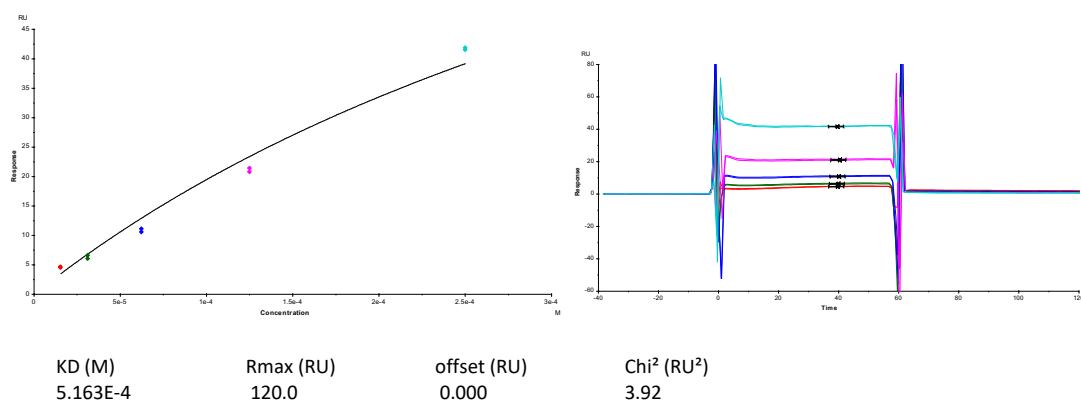 RU
45
40
35
30
25
20
15
10
5
0
Response
0 5e-5 1e-4 1.5e-4 2e-4 2.5e-4 3e-4
Concentration M
RU
80
60
40
20
0
-20
-40
-60
Response
-40 -20 0 20 40 60 80 100 120
Time
KD (M) Rmax (RU) offset (RU) Chi² (RU²)
5.163E-4 120.0 0.000 3.92